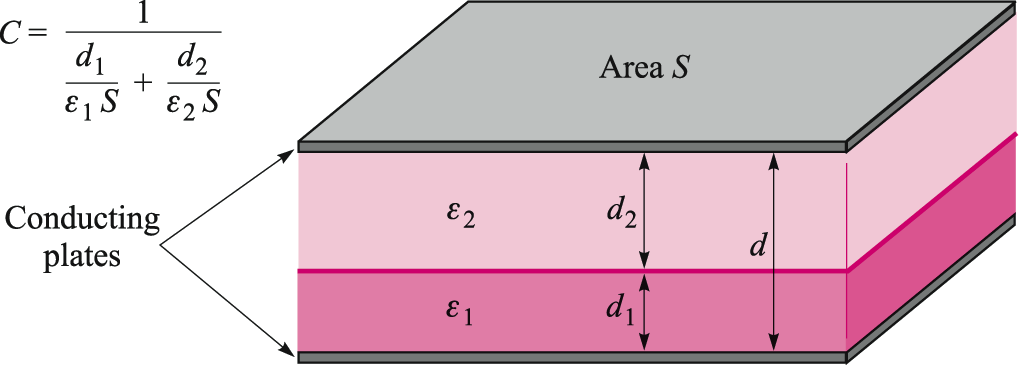 C = 1 / (d₁/ε₁S + d₂/ε₂S)
Area S
Conducting
plates
ε₂
d₂
d
ε₁
d₁